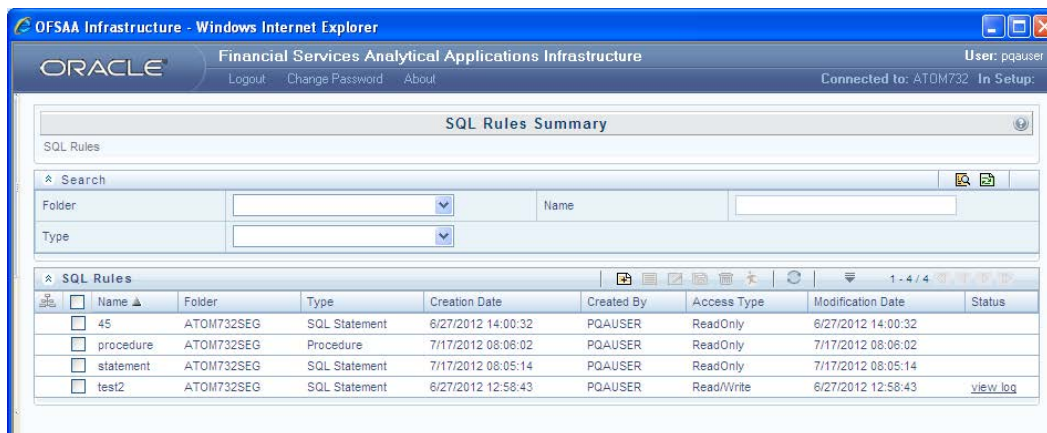 OFSAA Infrastructure - Windows Internet Explorer
ORACLE
Financial Services Analytical Applications Infrastructure
User: pqauser
Logout Change Password About
Connected to: ATOM732 In Setup:
SQL Rules Summary
SQL Rules
Search
Folder Name
Type
SQL Rules 1 - 4 / 4
Name Folder Type Creation Date Created By Access Type Modification Date Status
45 ATOM732SEG SQL Statement 6/27/2012 14:00:32 PQAUSER ReadOnly 6/27/2012 14:00:32
procedure ATOM732SEG Procedure 7/17/2012 08:06:02 PQAUSER ReadOnly 7/17/2012 08:06:02
statement ATOM732SEG SQL Statement 7/17/2012 08:05:14 PQAUSER ReadOnly 7/17/2012 08:05:14
test2 ATOM732SEG SQL Statement 6/27/2012 12:58:43 PQAUSER Read/Write 6/27/2012 12:58:43 view log